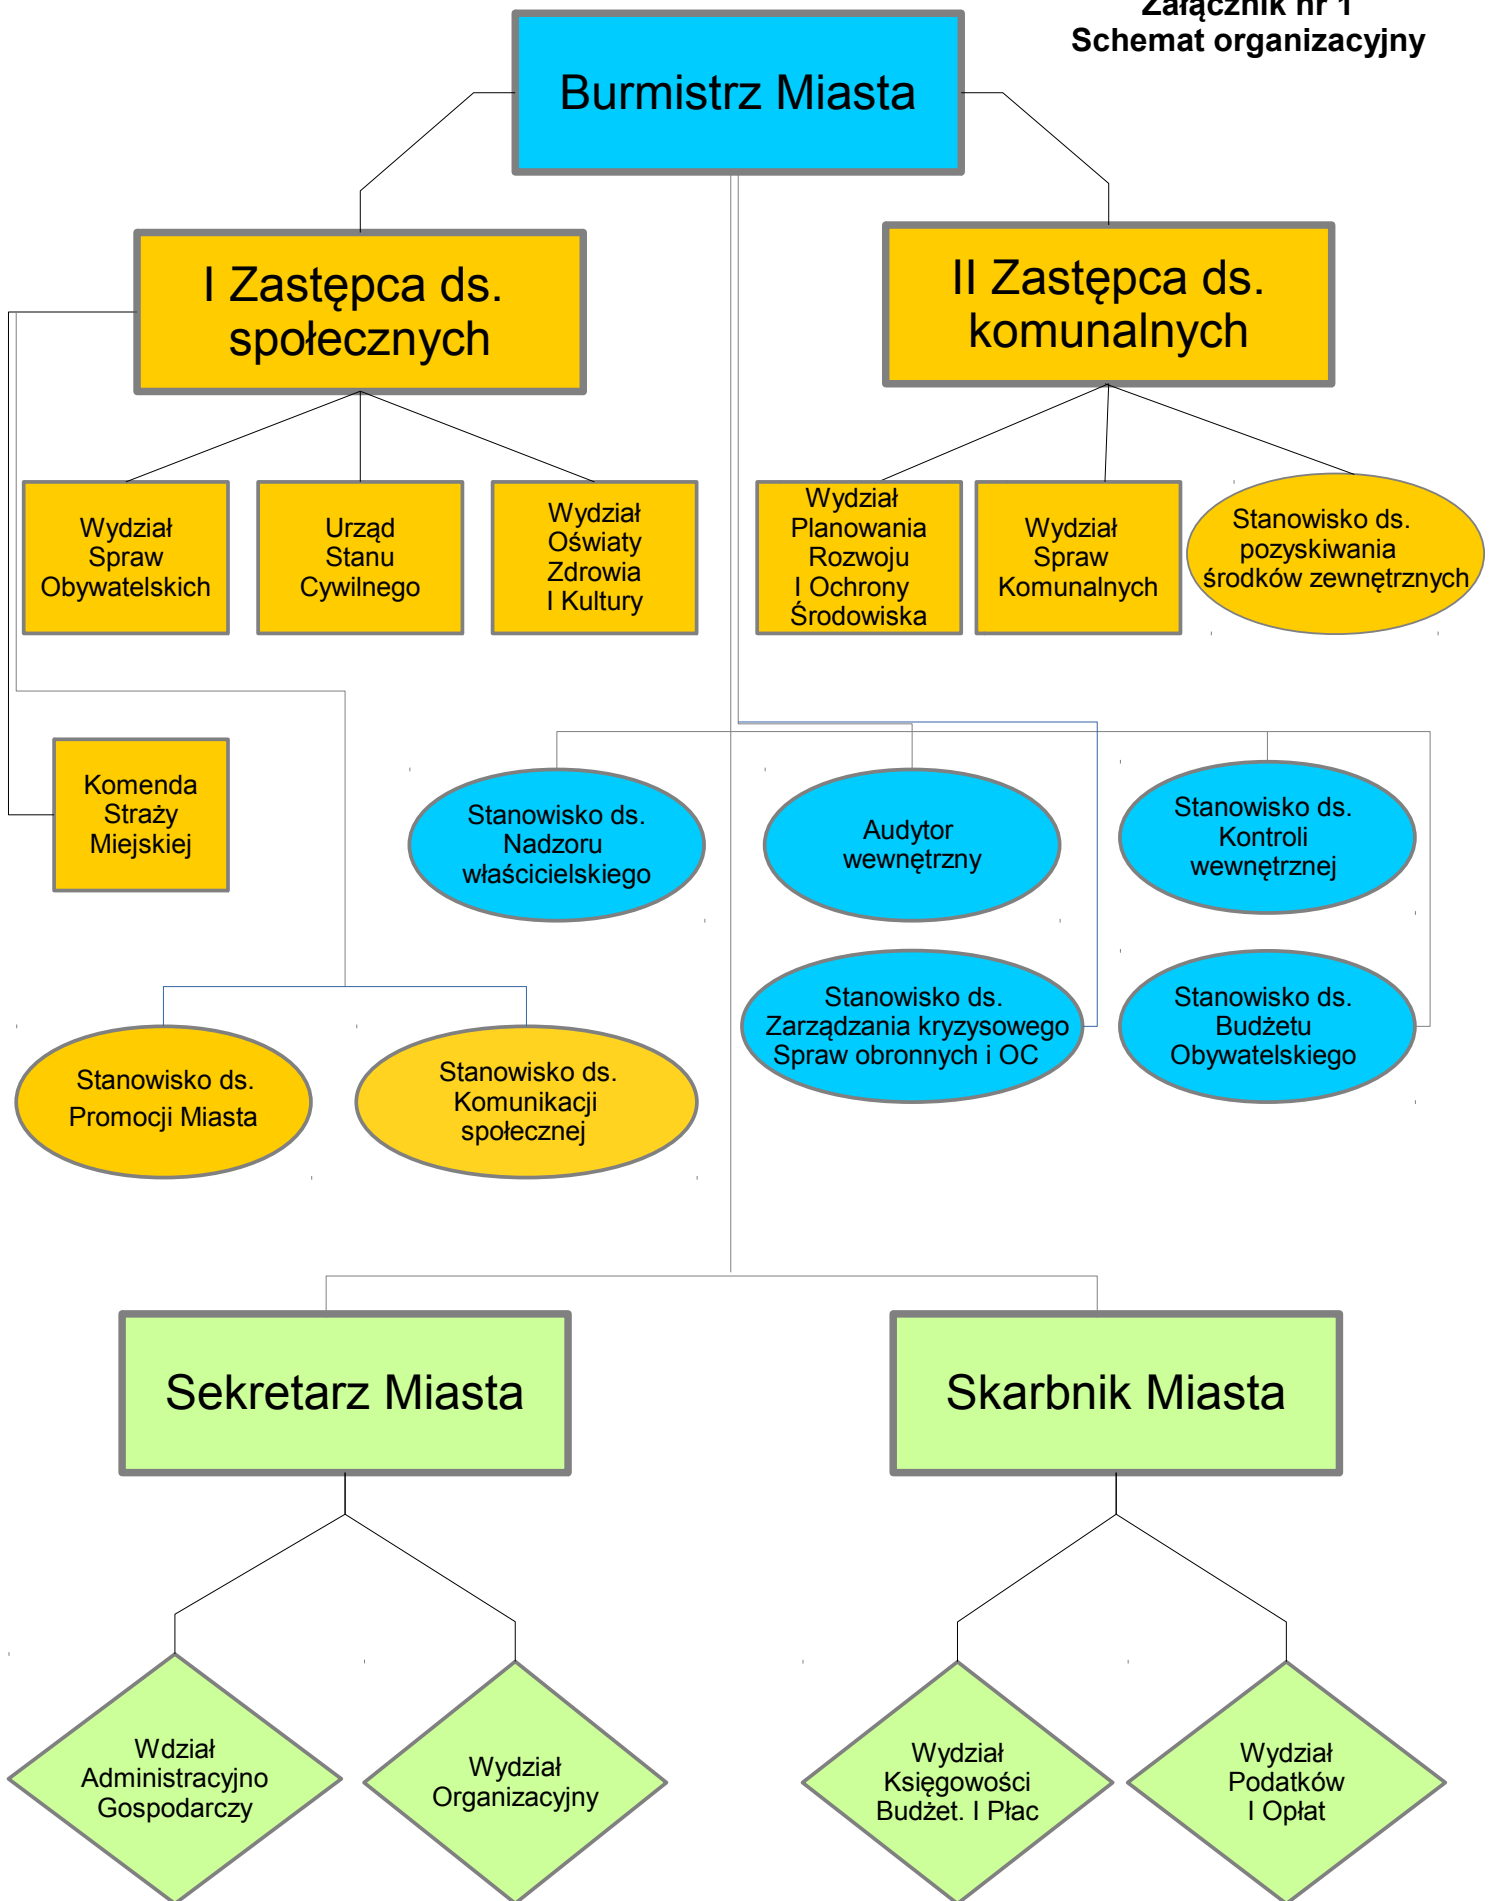 Załącznik nr 1
Schemat organizacyjny
Burmistrz Miasta
I Zastępca ds.
społecznych
II Zastępca ds.
komunalnych
Wydział
Spraw
Obywatelskich
Urząd
Stanu
Cywilnego
Wydział
Oświaty
Zdrowia
I Kultury
Wydział
Planowania
Rozwoju
I Ochrony
Środowiska
Wydział
Spraw
Komunalnych
Stanowisko ds.
pozyskiwania
środków zewnętrznych
Komenda
Straży
Miejskiej
Stanowisko ds.
Nadzoru
właścicielskiego
Audytor
wewnętrzny
Stanowisko ds.
Kontroli
wewnętrznej
Stanowisko ds.
Zarządzania kryzysowego
Spraw obronnych i OC
Stanowisko ds.
Budżetu
Obywatelskiego
Stanowisko ds.
Promocji Miasta
Stanowisko ds.
Komunikacji
społecznej
Sekretarz Miasta
Skarbnik Miasta
Wdział
Administracyjno
Gospodarczy
Wydział
Organizacyjny
Wydział
Księgowości
Budżet. I Płac
Wydział
Podatków
I Opłat